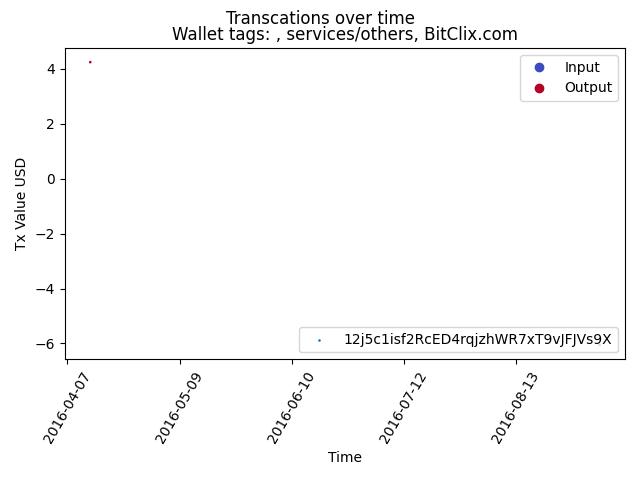 Transcations over time
Wallet tags: , services/others, BitClix.com
Input
Output
Tx Value USD
4
2
0
−2
−4
−6
12j5c1isf2RcED4rqjzhWR7xT9vJFJVs9X
2016-04-07
2016-05-09
2016-06-10
2016-07-12
2016-08-13
Time